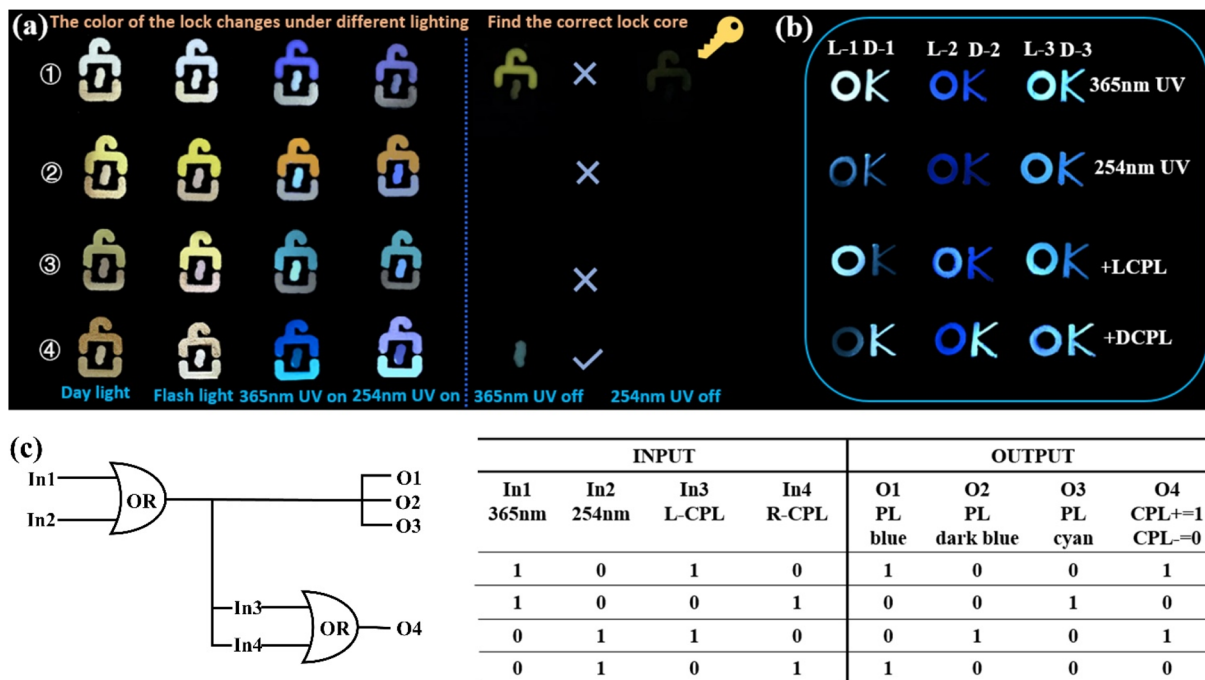 (a) The color of the lock changes under different lighting
Find the correct lock core
①
②
③
④
Day light Flash light 365nm UV on 254nm UV on 365nm UV off 254nm UV off
(b)
L-1 D-1 L-2 D-2 L-3 D-3
OK OK OK 365nm UV
OK OK OK 254nm UV
OK OK OK +LCPL
OK OK OK +DCPL
(c)
In1
In2
OR
O1
O2
O3
In3
In4
OR
O4
INPUT OUTPUT
In1 In2 In3 In4 O1 O2 O3 O4
365nm 254nm L-CPL R-CPL PL PL PL CPL+=1
blue dark blue cyan CPL-=0
1 0 1 0 1 0 0 1
1 0 0 1 0 0 1 0
0 1 1 0 0 1 0 1
0 1 0 1 1 0 0 0